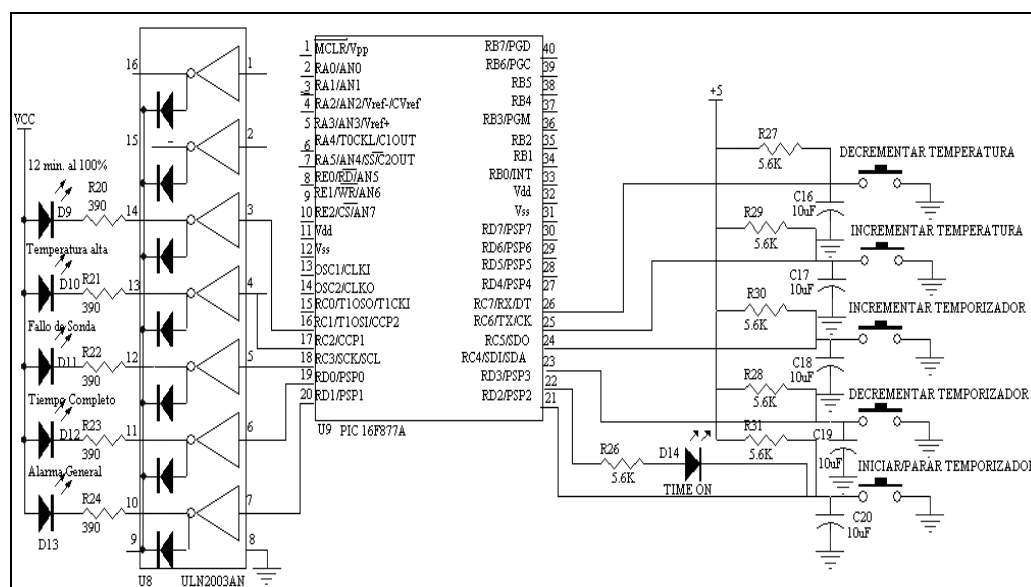 VCC
12 min. al 100%
D9
R20
390
Temperatura alta
D10
R21
390
Fallo de Sonda
D11
R22
390
Tiempo Completo
D12
R23
390
Alarma General
D13
R24
390
16
1
15
2
14
3
13
4
12
5
11
6
10
7
9
8
U8
ULN2003AN
1 MCLR/Vpp
2 RA0/AN0
3 RA1/AN1
4 RA2/AN2/Vref-/CVref
5 RA3/AN3/Vref+
6 RA4/T0CKL/C1OUT
7 RA5/AN4/SS/C2OUT
8 RE0/RD/AN5
9 RE1/WR/AN6
10 RE2/CS/AN7
11 Vdd
12 Vss
13 OSC1/CLKI
14 OSC2/CLKO
15 RC0/T1OSO/T1CKI
16 RC1/T1OSI/CCP2
17 RC2/CCP1
18 RC3/SCK/SCL
19 RD0/PSP0
20 RD1/PSP1
RB7/PGD 40
RB6/PGC 39
RB5 38
RB4 37
RB3/PGM 36
RB2 35
RB1 34
RB0/INT 33
Vdd 32
Vss 31
RD7/PSP7 30
RD6/PSP6 29
RD5/PSP5 28
RD4/PSP4 27
RC7/RX/DT 26
RC6/TX/CK 25
RC5/SDO 24
RC4/SDI/SDA 23
RD3/PSP3 22
RD2/PSP2 21
U9 PIC 16F877A
+5
R27
5.6K
C16
10uF
DECREMENTAR TEMPERATURA
R29
5.6K
C17
10uF
INCREMENTAR TEMPERATURA
R30
5.6K
C18
10uF
INCREMENTAR TEMPORIZADOR
R28
5.6K
C19
10uF
DECREMENTAR TEMPORIZADOR
R31
5.6K
R26
5.6K
D14
TIME ON
C20
10uF
INICIAR/PARAR TEMPORIZADOR